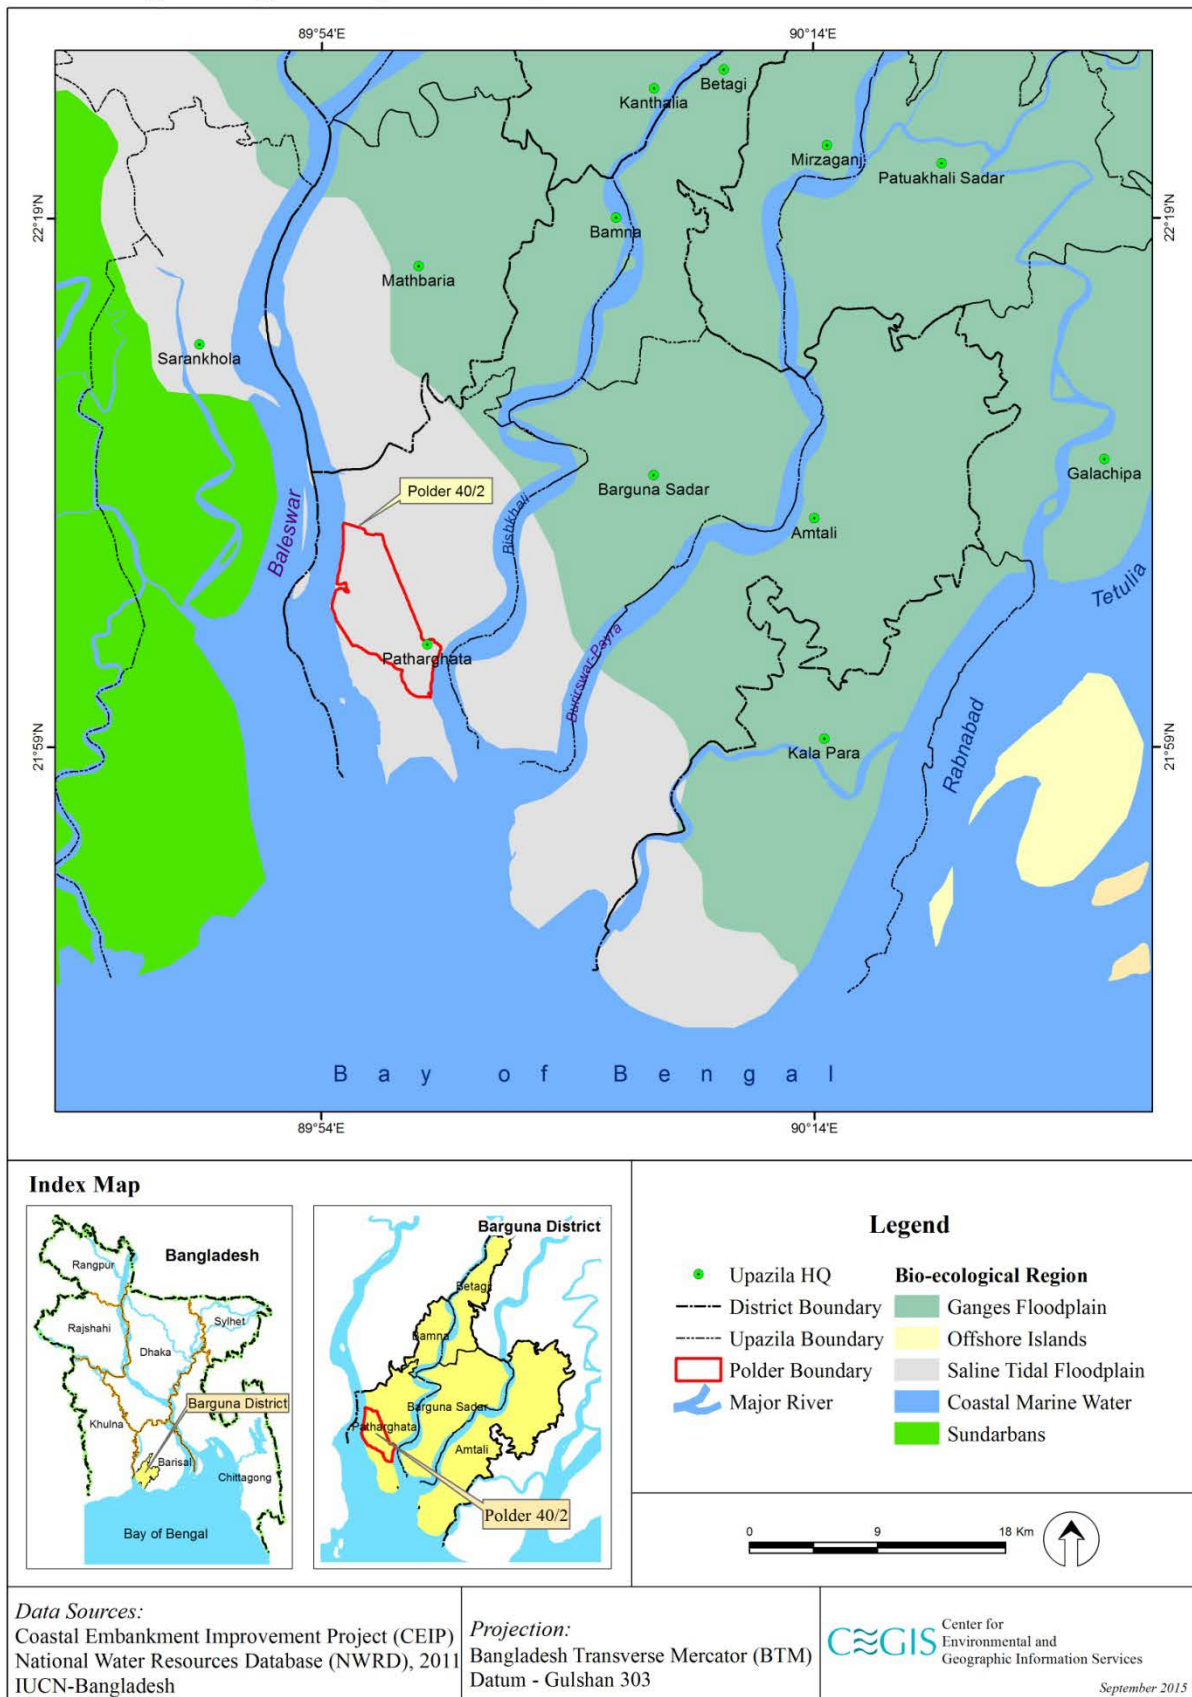 89°54'E
90°14'E
Betagi
Kanthalia
Mirzaganj
Patuakhali Sadar
22°19'N
22°19'N
Bamna
Mathbaria
Sarankhola
Galachipa
Barguna Sadar
Polder 40/2
Baleswar
Bishkhali
Amtali
Tetulia
Patharghata
Burirswar-Payra
Rabnabad
21°59'N
21°59'N
Kala Para
Bay of Bengal
89°54'E
90°14'E
Index Map
Bangladesh
Rangpur
Rajshahi
Sylhet
Dhaka
Barguna District
Khulna
Barisal
Chittagong
Bay of Bengal
Barguna District
Betagi
Bamna
Barguna Sadar
Patharghata
Amtali
Polder 40/2
Legend
Upazila HQ
District Boundary
Upazila Boundary
Polder Boundary
Major River
Bio-ecological Region
Ganges Floodplain
Offshore Islands
Saline Tidal Floodplain
Coastal Marine Water
Sundarbans
0 9 18 Km
Data Sources:
Coastal Embankment Improvement Project (CEIP)
National Water Resources Database (NWRD), 2011
IUCN-Bangladesh
Projection:
Bangladesh Transverse Mercator (BTM)
Datum - Gulshan 303
CEGIS
Center for
Environmental and
Geographic Information Services
September 2015